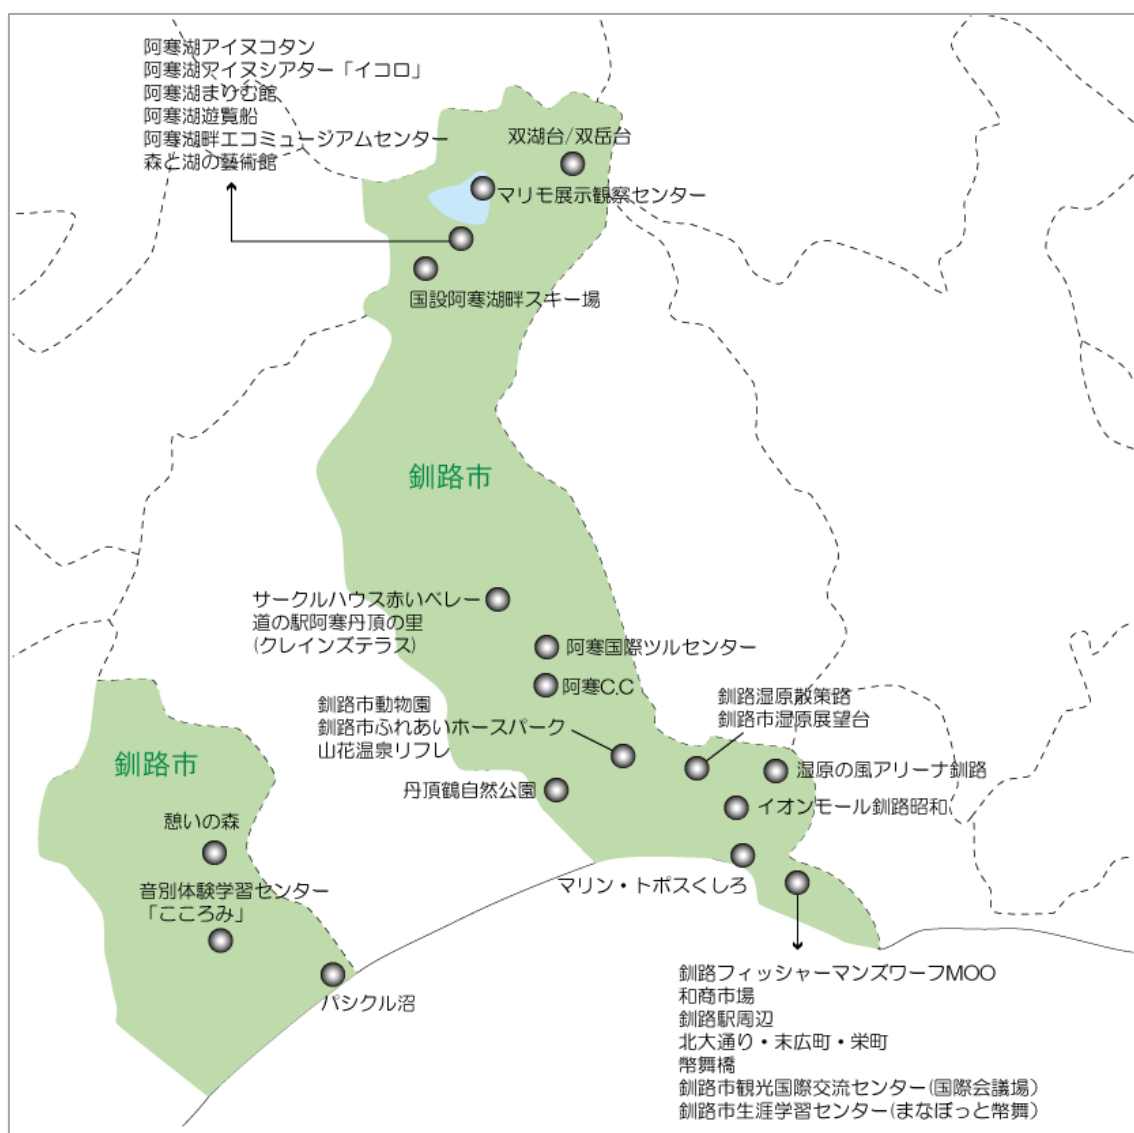 阿寒湖アイヌコタン
阿寒湖アイヌシアター「イコロ」
阿寒湖まりむ館
阿寒湖遊覧船
阿寒湖畔エコミュージアムセンター
森と湖の藝術館
双湖台/双岳台
マリモ展示観察センター
国設阿寒湖畔スキー場
釧路市
サークルハウス赤いベレー
道の駅阿寒丹頂の里
(クレインズテラス)
阿寒国際ツルセンター
阿寒C.C
釧路市動物園
釧路市ふれあいホースパーク
山花温泉リフレ
釧路湿原散策路
釧路市湿原展望台
湿原の風アリーナ釧路
丹頂鶴自然公園
イオンモール釧路昭和
釧路市
憩いの森
音別体験学習センター
「こころみ」
パシクル沼
マリン・トポスくしろ
釧路フィッシャーマンズワーフMOO
和商市場
釧路駅周辺
北大通り・末広町・栄町
幣舞橋
釧路市観光国際交流センター(国際会議場)
釧路市生涯学習センター(まなぼっと幣舞)